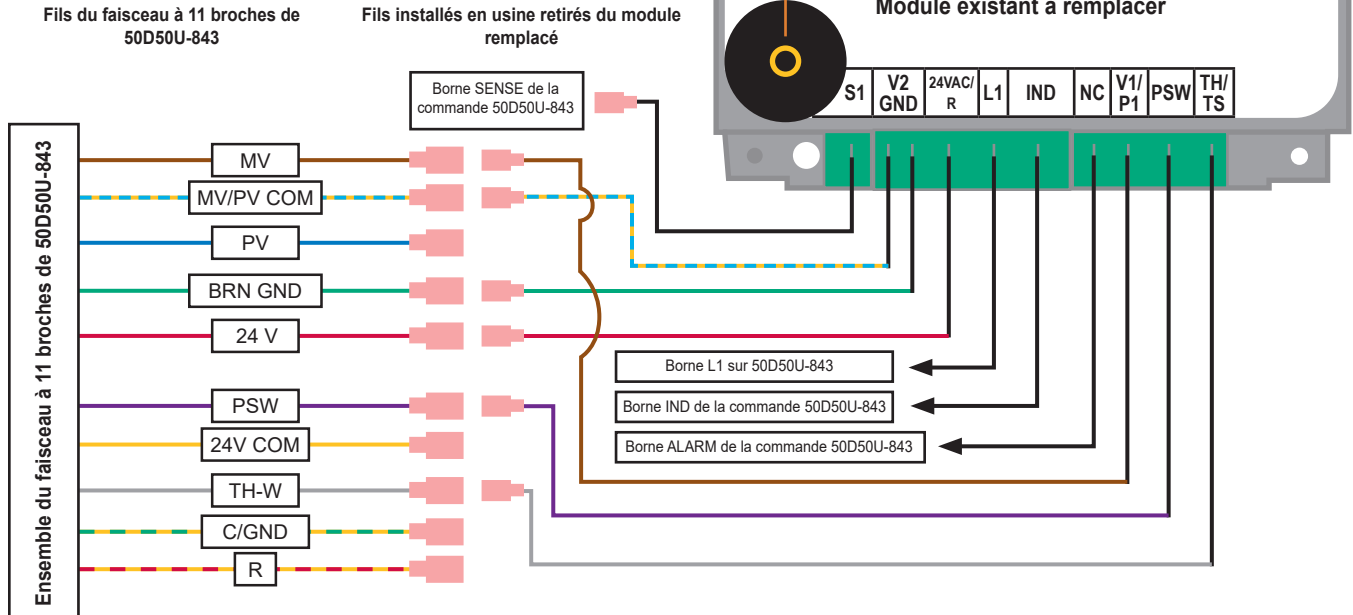 Fils du faisceau à 11 broches de
50D50U-843
Fils installés en usine retirés du module
remplacé
Module existant à remplacer
Borne SENSE de la
commande 50D50U-843
S1
V2
GND
24VAC/
R
L1
IND
NC
V1/
P1
PSW
TH/
TS
Ensemble du faisceau à 11 broches de 50D50U-843
MV
MV/PV COM
PV
BRN GND
24 V
PSW
24V COM
TH-W
C/GND
R
Borne L1 sur 50D50U-843
Borne IND de la commande 50D50U-843
Borne ALARM de la commande 50D50U-843